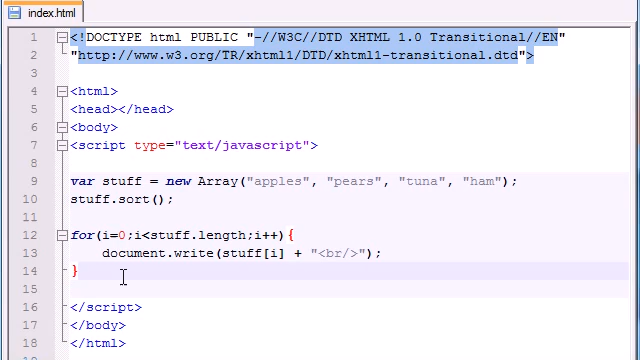 index.html
1 <!DOCTYPE html PUBLIC "-//W3C//DTD XHTML 1.0 Transitional//EN"
2 "http://www.w3.org/TR/xhtml1/DTD/xhtml1-transitional.dtd">
3
4 <html>
5 <head></head>
6 <body>
7 <script type="text/javascript">
8
9 var stuff = new Array("apples", "pears", "tuna", "ham");
10 stuff.sort();
11
12 for(i=0;i<stuff.length;i++){
13 document.write(stuff[i] + "<br/>");
14 }
15
16 </script>
17 </body>
18 </html>